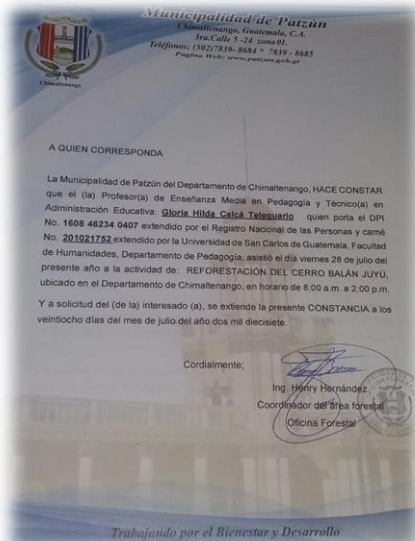 Municipalidad de Patzún
Chimaltenango, Guatemala, C.A.
3ra.Calle 5 -24 zona 01.
Teléfonos: (502)7839- 8684 * 7839 - 8685
Pagina Web: www.patzun.gob.gt
Chimaltenango
A QUIEN CORRESPONDA
La Municipalidad de Patzún del Departamento de Chimaltenango, HACE CONSTAR
que el (la) Profesor(a) de Enseñanza Media en Pedagogía y Técnico(a) en
Administración Educativa: Gloria Hilda Calcá Teleguario quien porta el DPI
No. 1608 46234 0407 extendido por el Registro Nacional de las Personas y carné
No. 201021752 extendido por la Universidad de San Carlos de Guatemala, Facultad
de Humanidades, Departamento de Pedagogía, asistió el día viernes 28 de julio del
presente año a la actividad de: REFORESTACIÓN DEL CERRO BALÁN JUYÚ,
ubicado en el Departamento de Chimaltenango, en horario de 8:00 a.m. a 2:00 p.m.
Y a solicitud del (de la) interesado (a), se extiende la presente CONSTANCIA a los
veintiocho días del mes de julio del año dos mil diecisiete.
Cordialmente;
Ing. Henry Hernández
Coordinador del área forestal
Oficina Forestal
Trabajando por el Bienestar y Desarrollo